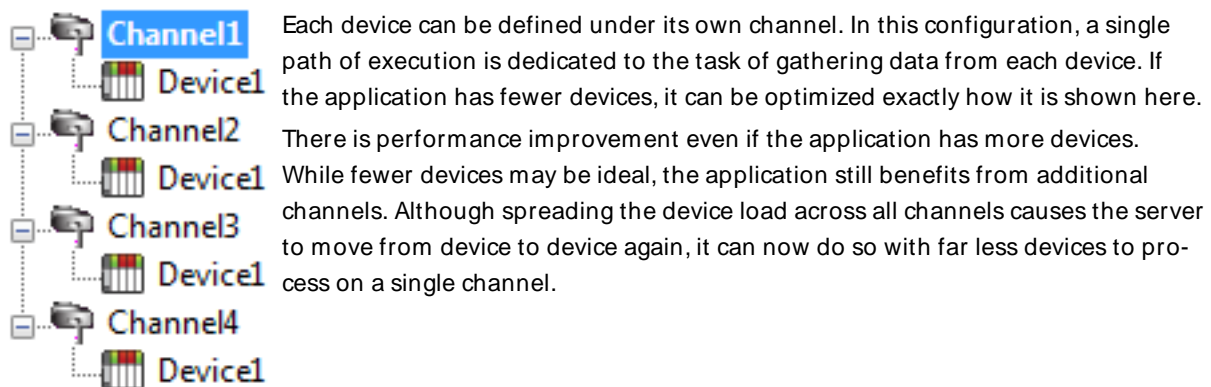 Channel1
Device1
Channel2
Device1
Channel3
Device1
Channel4
Device1
Each device can be defined under its own channel. In this configuration, a single
path of execution is dedicated to the task of gathering data from each device. If
the application has fewer devices, it can be optimized exactly how it is shown here.
There is performance improvement even if the application has more devices.
While fewer devices may be ideal, the application still benefits from additional
channels. Although spreading the device load across all channels causes the server
to move from device to device again, it can now do so with far less devices to pro-
cess on a single channel.